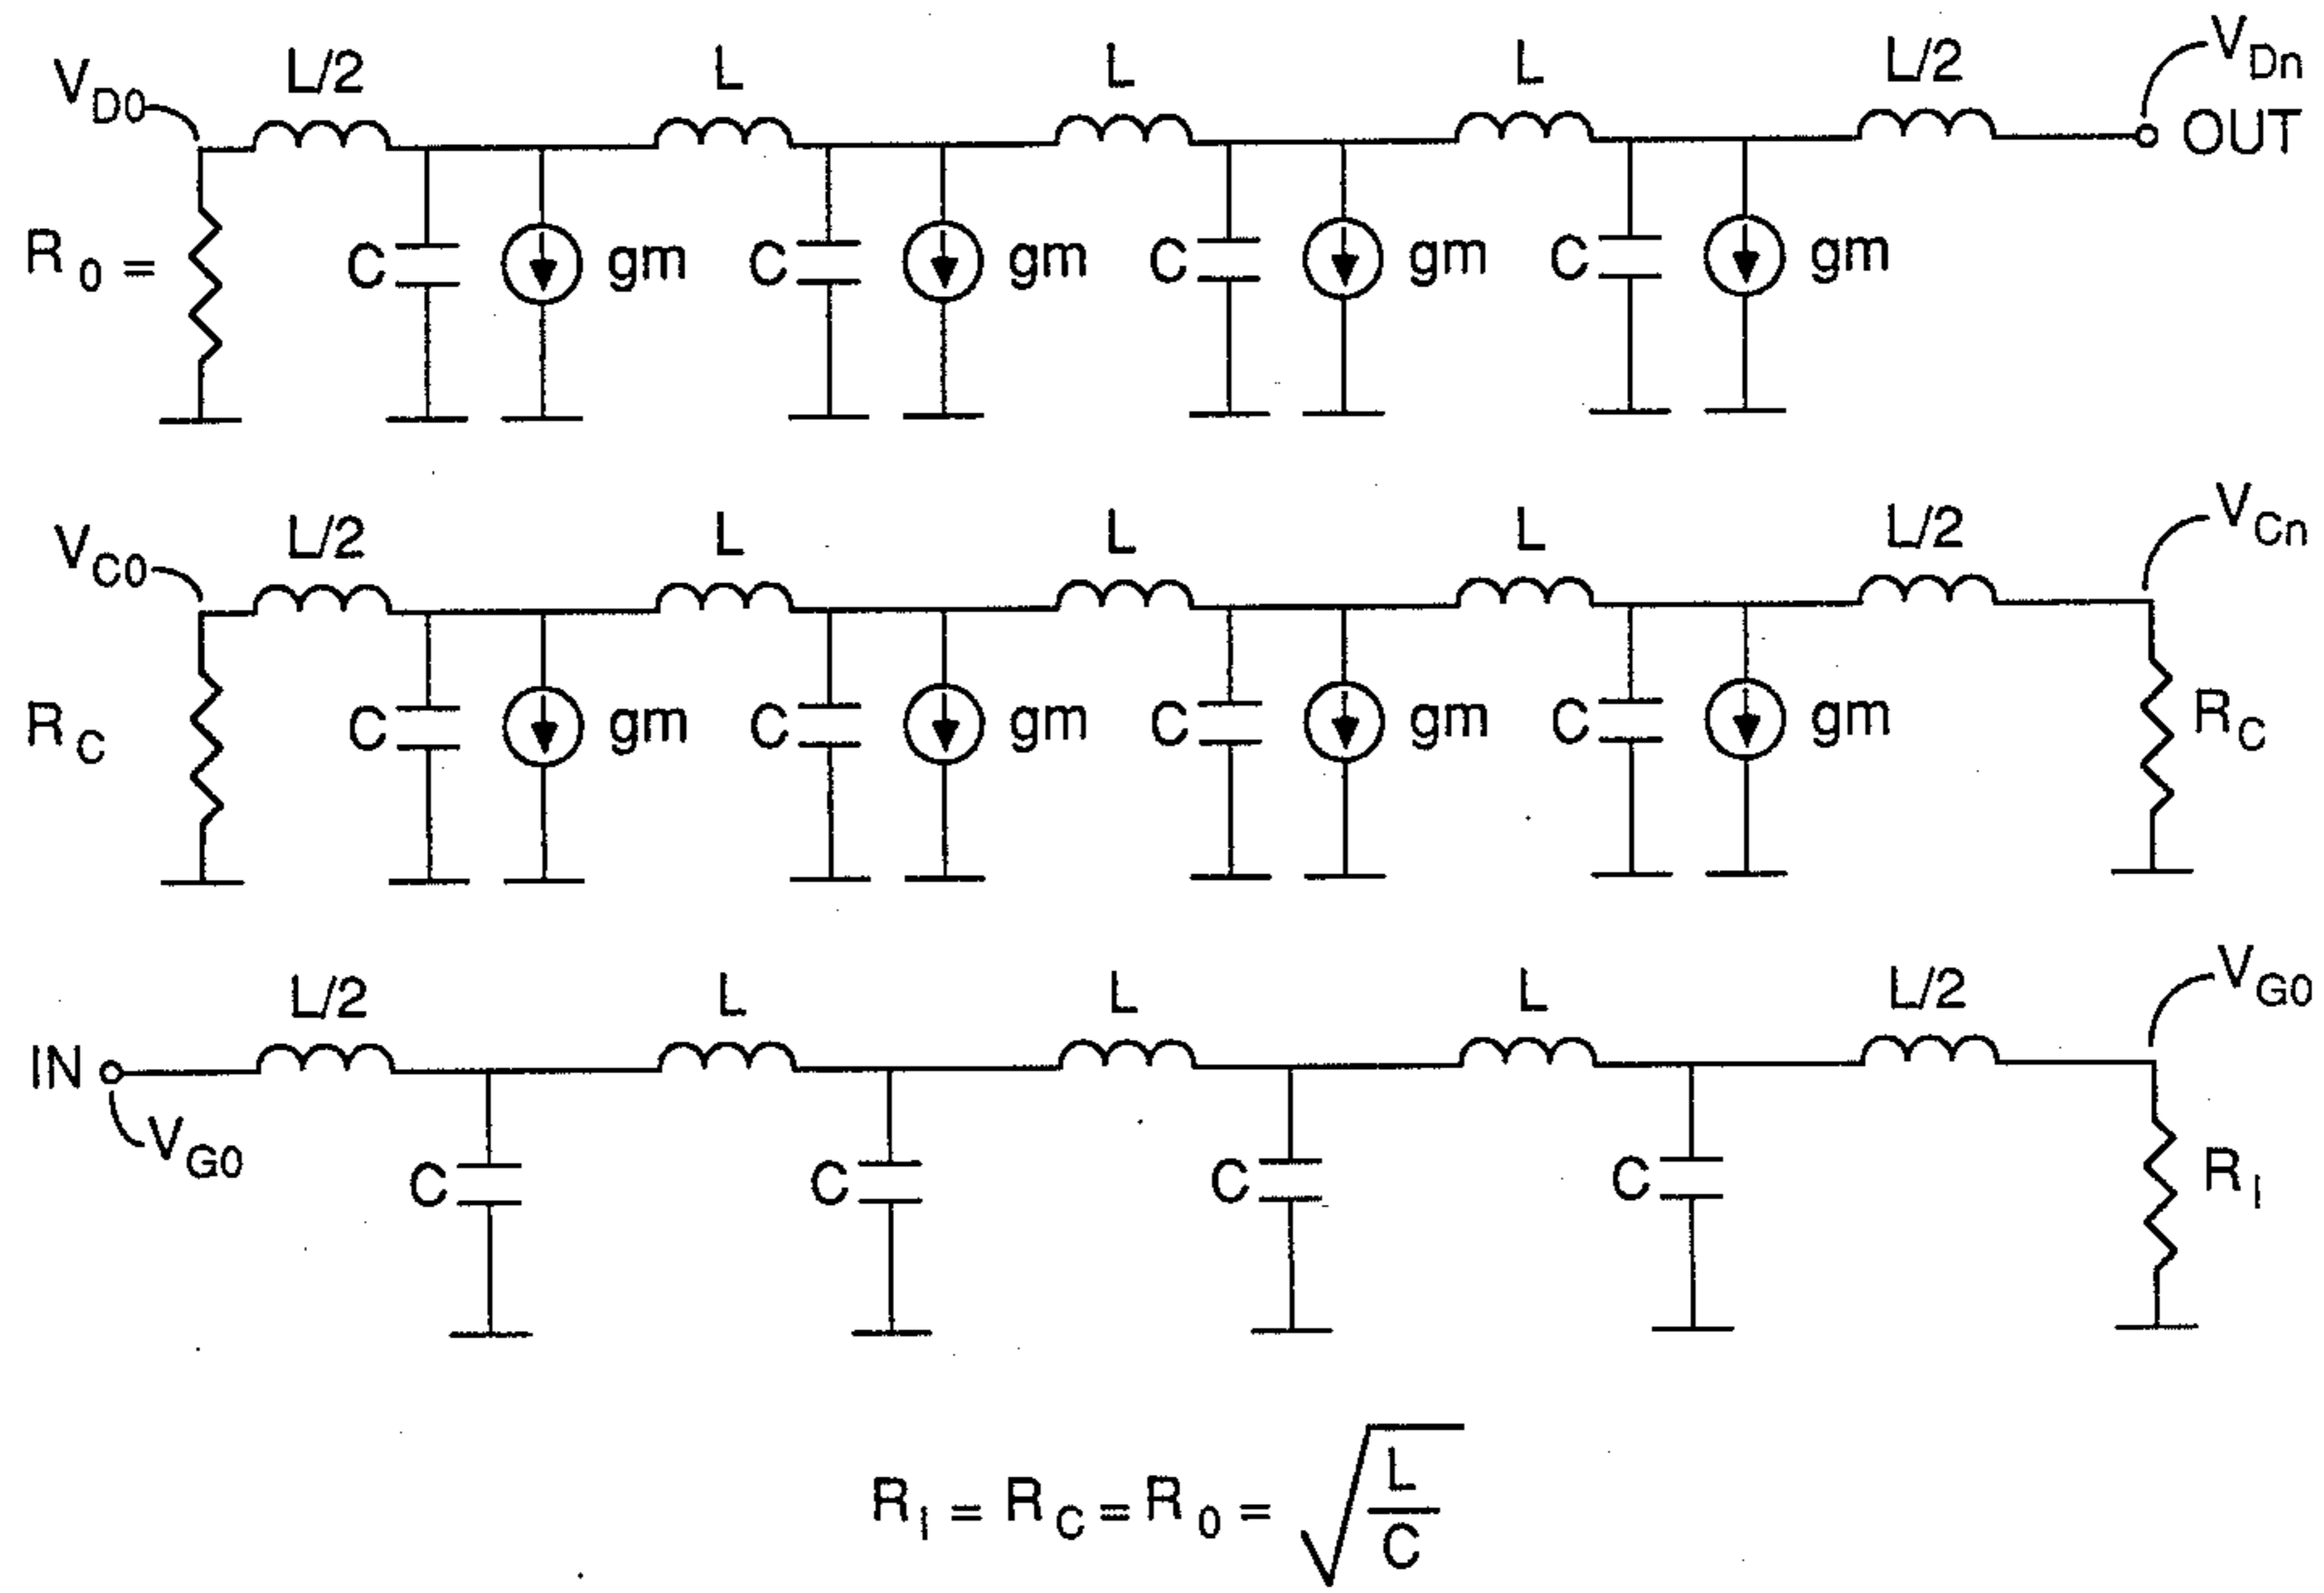 V_D0 L/2 L L L L/2 V_Dn
OUT
R_0 = C gm C gm C gm C gm
V_C0 L/2 L L L L/2 V_Cn
R_C C gm C gm C gm C gm R_C
L/2 L L L L/2 V_G0
IN
V_G0 C C C C R_I
R_I = R_C = R_0 = √(L/C)